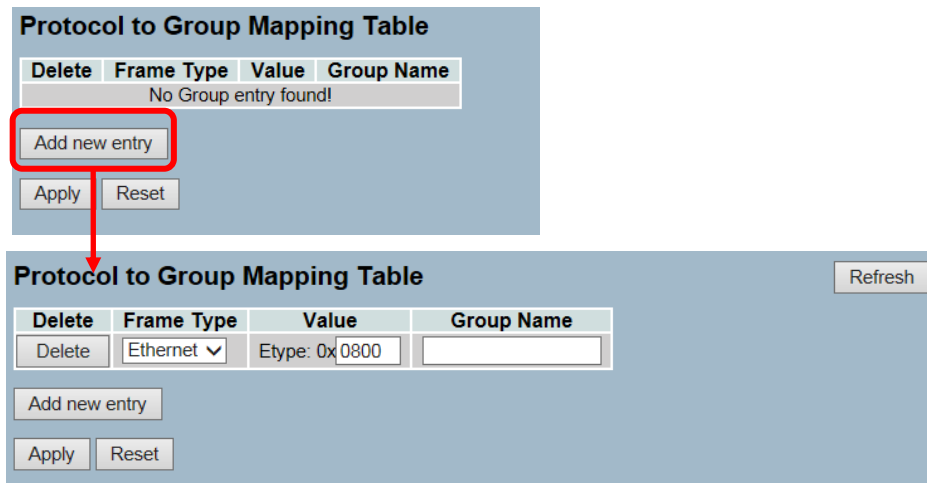 Protocol to Group Mapping Table
Delete Frame Type Value Group Name
No Group entry found!
Add new entry
Apply Reset
Protocol to Group Mapping Table Refresh
Delete Frame Type Value Group Name
Delete Ethernet Etype: 0x 0800
Add new entry
Apply Reset